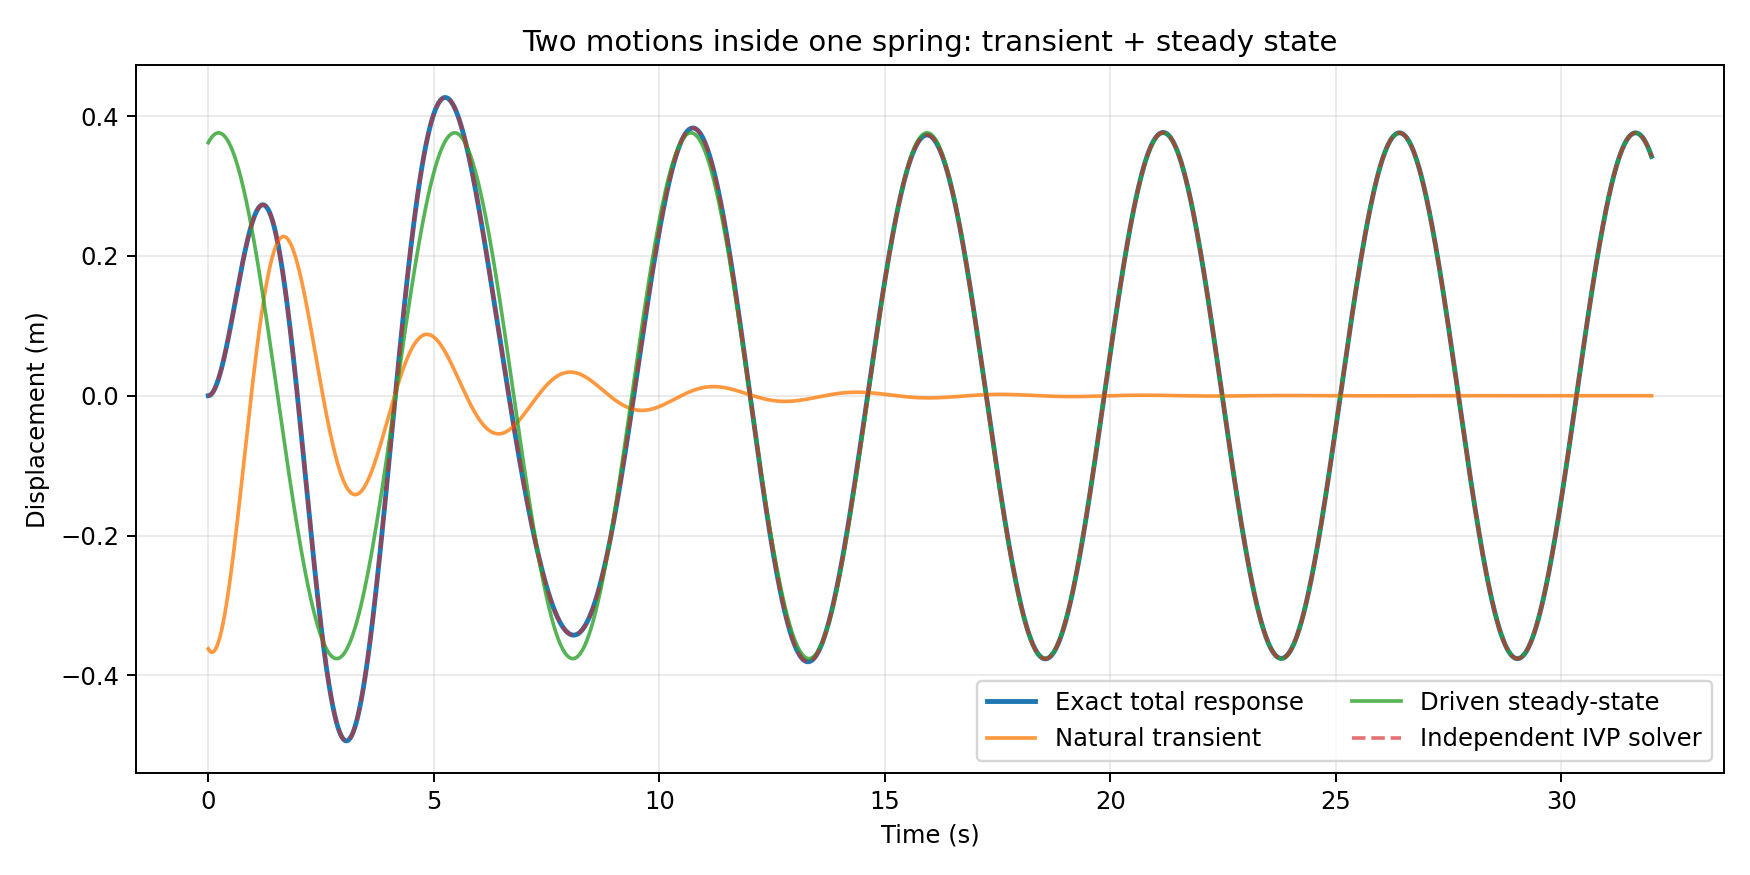 Two motions inside one spring: transient + steady state
Displacement (m)
0.4
0.2
0.0
−0.2
−0.4
0 5 10 15 20 25 30
Time (s)
Exact total response
Natural transient
Driven steady-state
Independent IVP solver